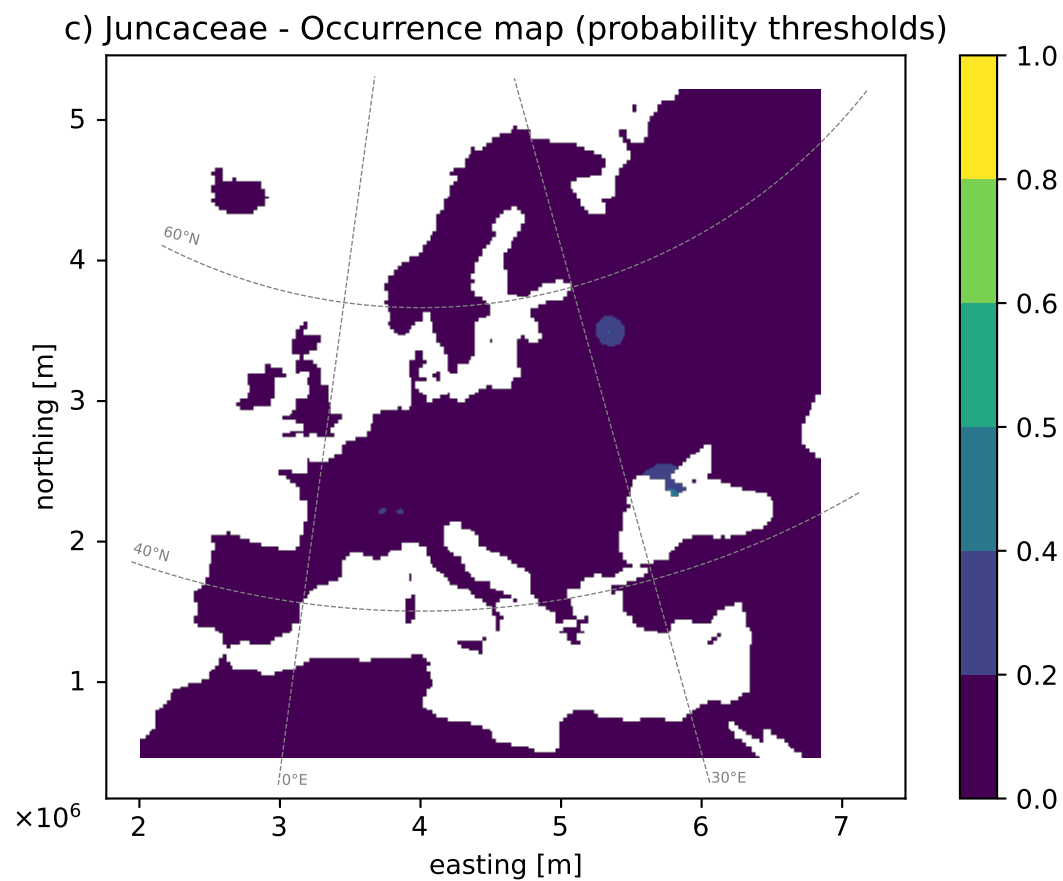 c) Juncaceae - Occurrence map (probability thresholds)
northing [m]
5
4
3
2
1
60°N
40°N
0°E
30°E
×10⁶
2 3 4 5 6 7
easting [m]
1.0
0.8
0.6
0.5
0.4
0.2
0.0